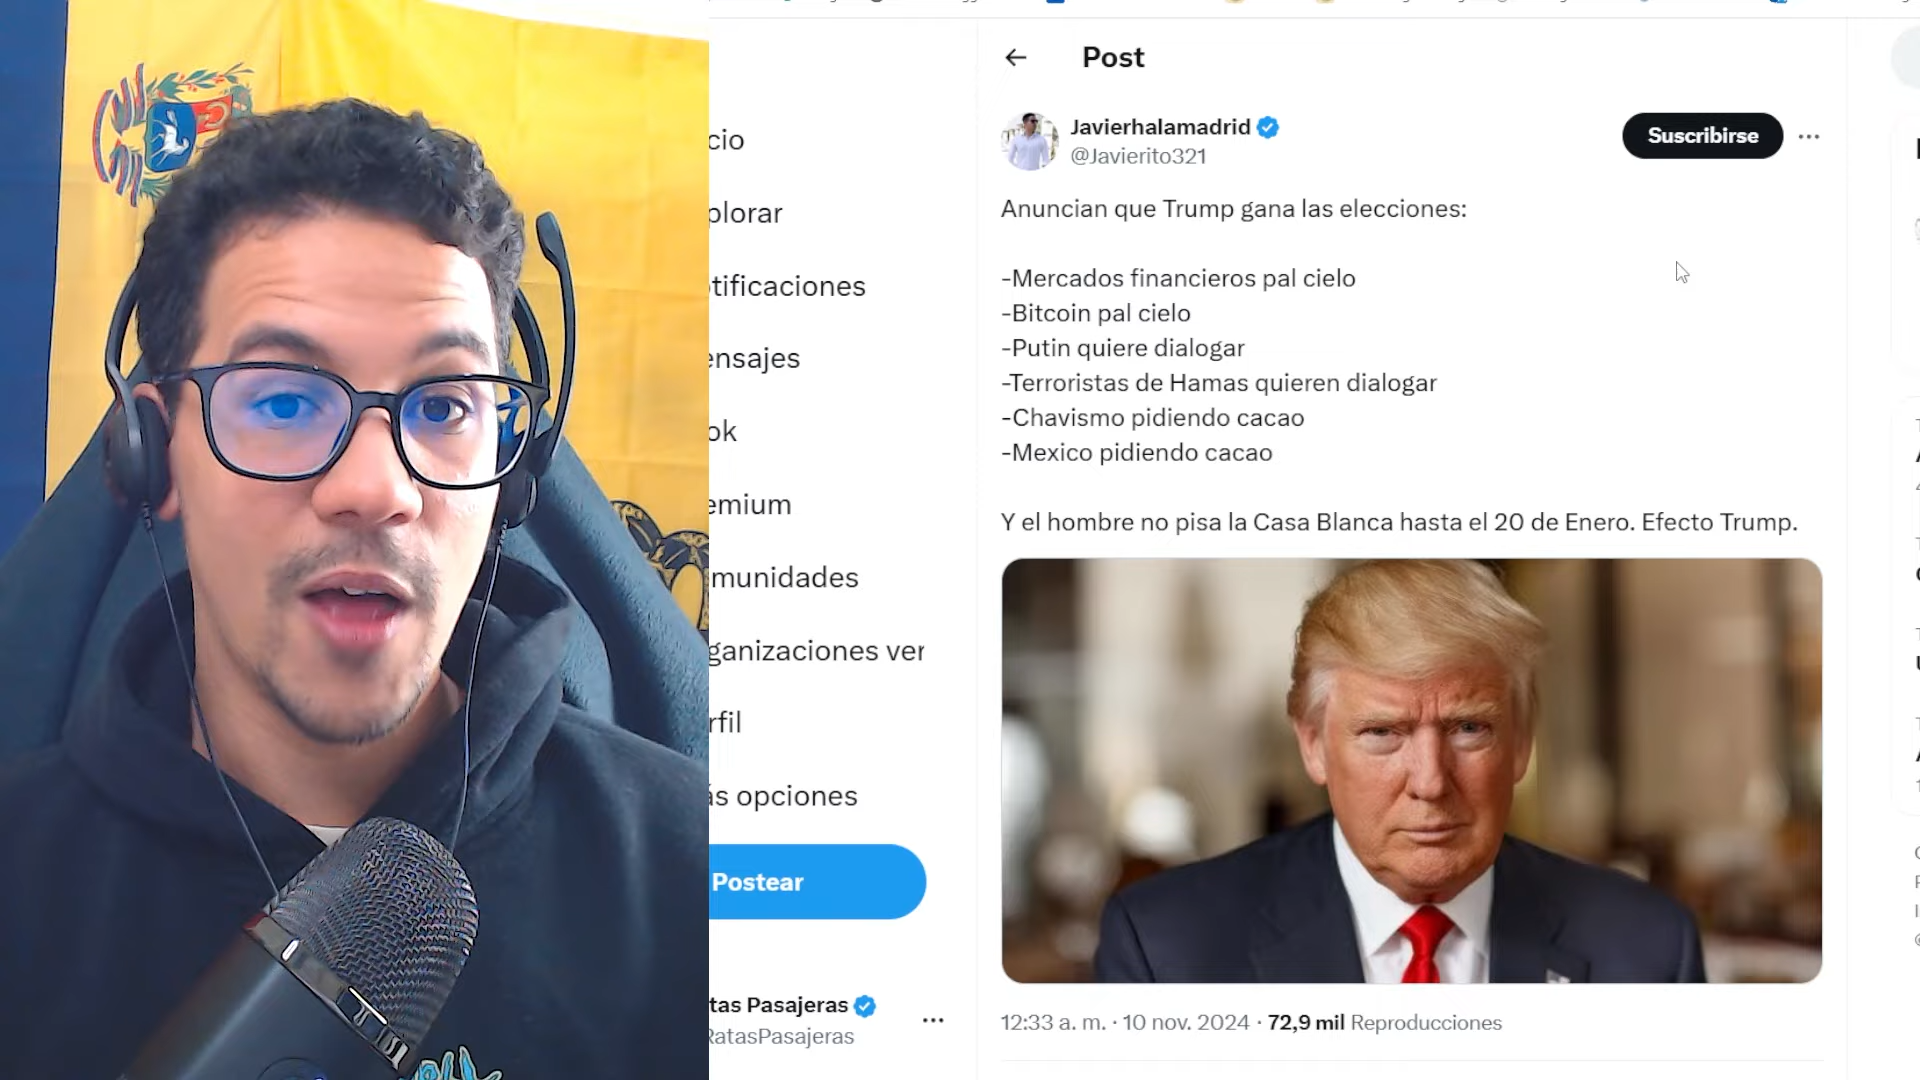 Post
Javierhalamadrid
@Javierito321
Suscribirse
Anuncian que Trump gana las elecciones:
-Mercados financieros pal cielo
-Bitcoin pal cielo
-Putin quiere dialogar
-Terroristas de Hamas quieren dialogar
-Chavismo pidiendo cacao
-Mexico pidiendo cacao
Y el hombre no pisa la Casa Blanca hasta el 20 de Enero. Efecto Trump.
12:33 a. m. · 10 nov. 2024 · 72,9 mil Reproducciones
cio
plorar
tificaciones
ensajes
ok
emium
munidades
ganizaciones ver
rfil
ás opciones
Postear
tas Pasajeras
RatasPasajeras